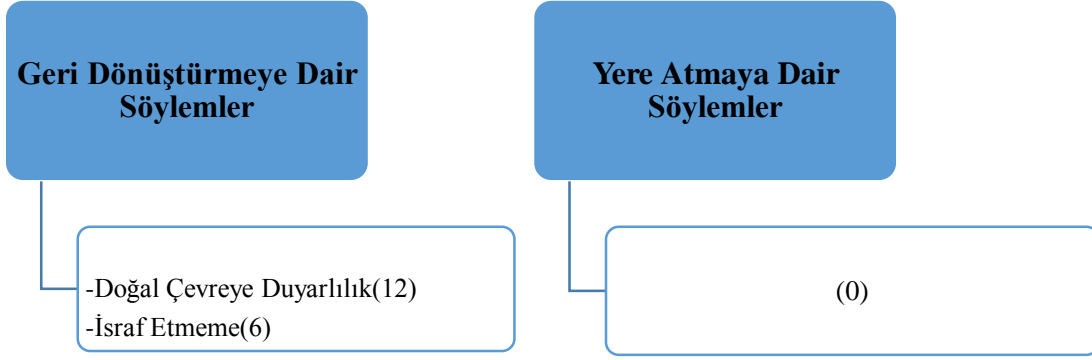 Geri Dönüştürmeye Dair
Söylemler
-Doğal Çevreye Duyarlılık(12)
-İsraf Etmeme(6)
Yere Atmaya Dair
Söylemler
(0)